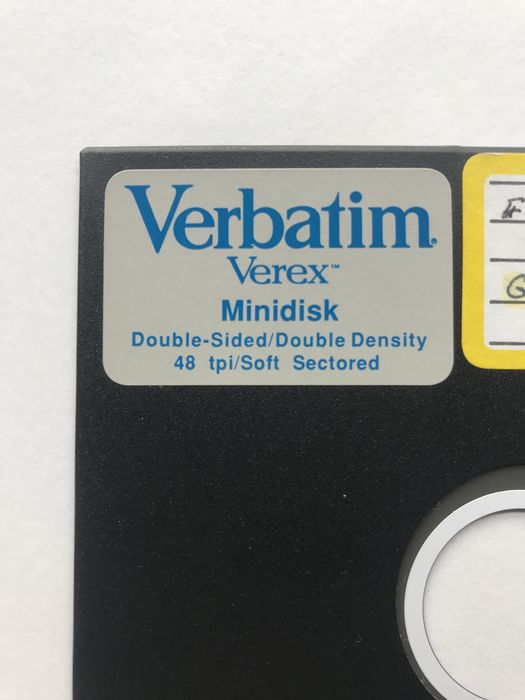 Verbatim.
Verex™
Minidisk
Double-Sided/Double Density
48 tpi/Soft Sectored